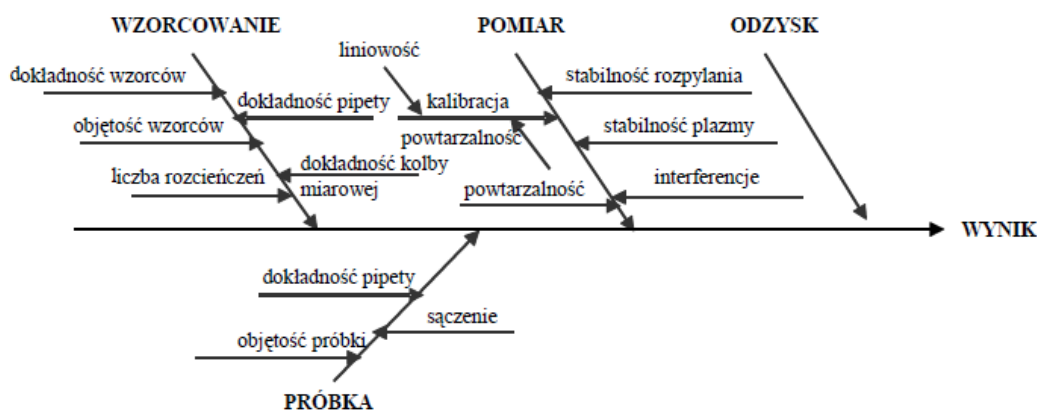 WZORCOWANIE
POMIAR
ODZYSK
liniowość
dokładność wzorców
stabilność rozpylania
dokładność pipety
kalibracja
objętość wzorców
powtarzalność
stabilność plazmy
dokładność kolby
miarowej
liczba rozcieńczeń
powtarzalność
interferencje
WYNIK
dokładność pipety
sączenie
objętość próbki
PRÓBKA